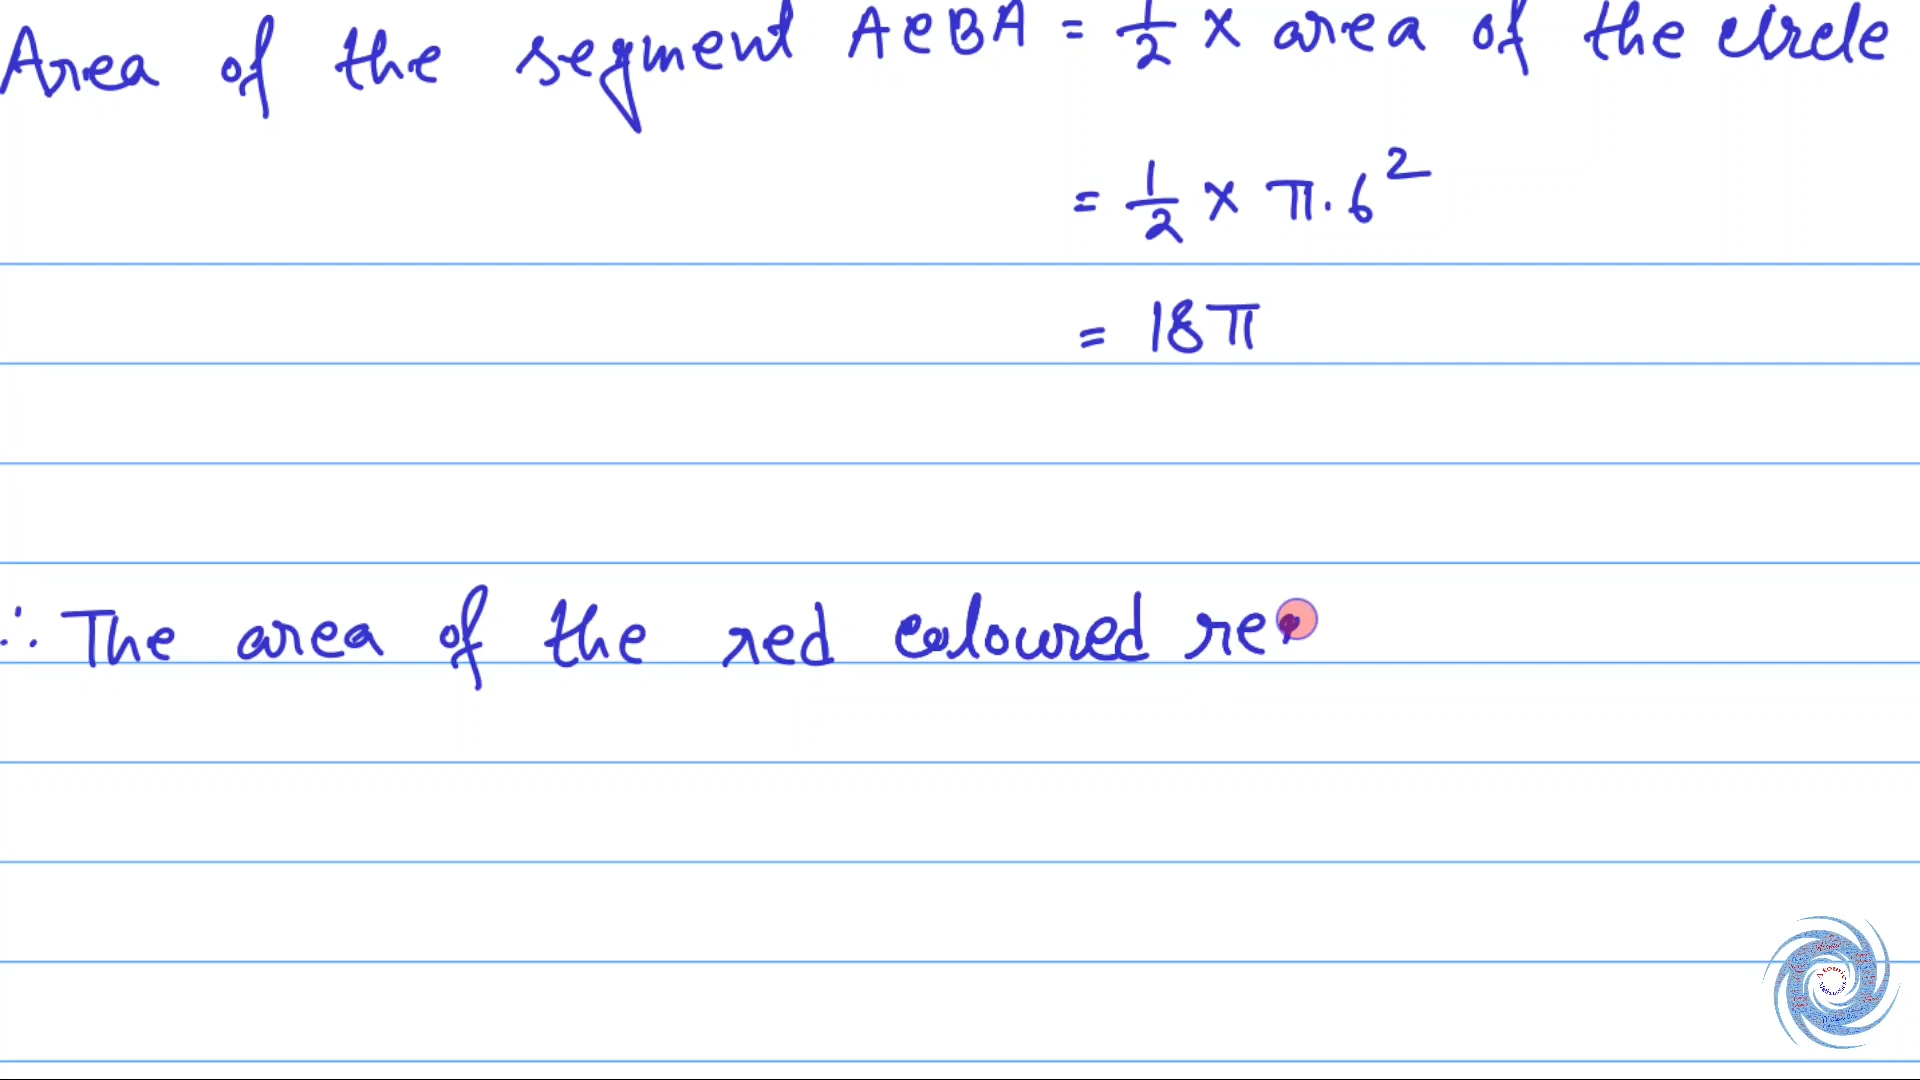 Area of the segment ACBA = 1/2 × area of the circle
= 1/2 × π.6²
= 18π
∴ The area of the red coloured re